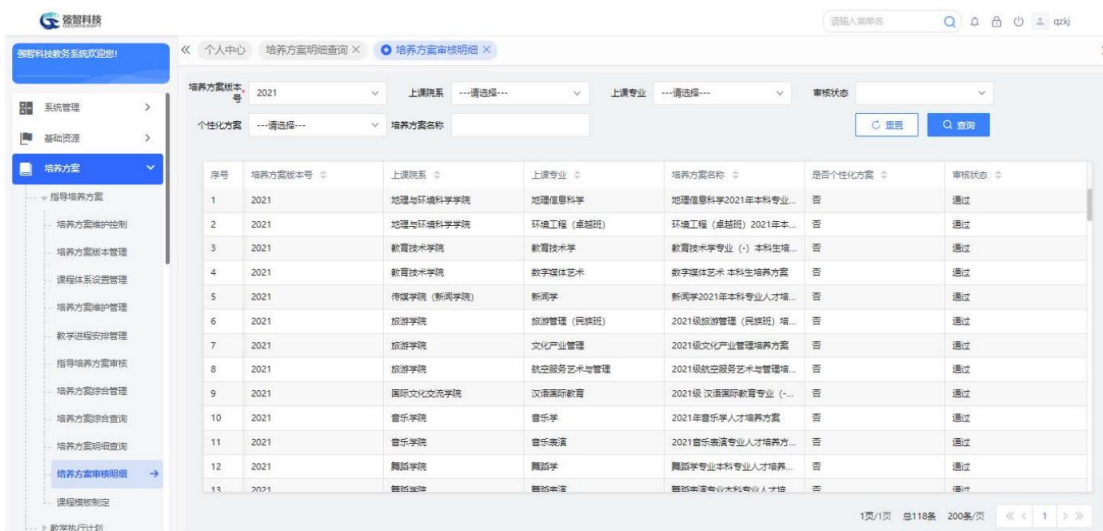 强智科技
请输入菜单名
qzkj
强智科技教务系统欢迎您!
个人中心 培养方案明细查询 × 培养方案审核明细 ×
系统管理
基础资源
培养方案
指导培养方案
培养方案维护控制
培养方案版本管理
课程体系设置管理
培养方案维护管理
教学进程安排管理
指导培养方案审核
培养方案综合管理
培养方案综合查询
培养方案明细查询
培养方案审核明细 →
课程模板制定
教学执行计划
培养方案版本号* 2021 上课院系 ---请选择--- 上课专业 ---请选择--- 审核状态
个性化方案 ---请选择--- 培养方案名称 重置 查询
序号 培养方案版本号 上课院系 上课专业 培养方案名称 是否个性化方案 审核状态
1 2021 地理与环境科学学院 地理信息科学 地理信息科学2021年本科专业... 否 通过
2 2021 地理与环境科学学院 环境工程（卓越班） 环境工程（卓越班）2021年本... 否 通过
3 2021 教育技术学院 教育技术学 教育技术学专业（-）本科生培... 否 通过
4 2021 教育技术学院 数字媒体艺术 数字媒体艺术 本科生培养方案 否 通过
5 2021 传媒学院（新闻学院） 新闻学 新闻学2021年本科专业人才培... 否 通过
6 2021 旅游学院 旅游管理（民族班） 2021级旅游管理（民族班）培... 否 通过
7 2021 旅游学院 文化产业管理 2021级文化产业管理培养方案 否 通过
8 2021 旅游学院 航空服务艺术与管理 2021级航空服务艺术与管理培... 否 通过
9 2021 国际文化交流学院 汉语国际教育 2021级 汉语国际教育专业（-... 否 通过
10 2021 音乐学院 音乐学 2021年音乐学人才培养方案 否 通过
11 2021 音乐学院 音乐表演 2021音乐表演专业人才培养方... 否 通过
12 2021 舞蹈学院 舞蹈学 舞蹈学专业本科专业人才培养... 否 通过
13 2021 舞蹈学院 舞蹈表演 舞蹈表演专业本科专业人才培... 否 通过
1页/1页 总118条 200条/页 1